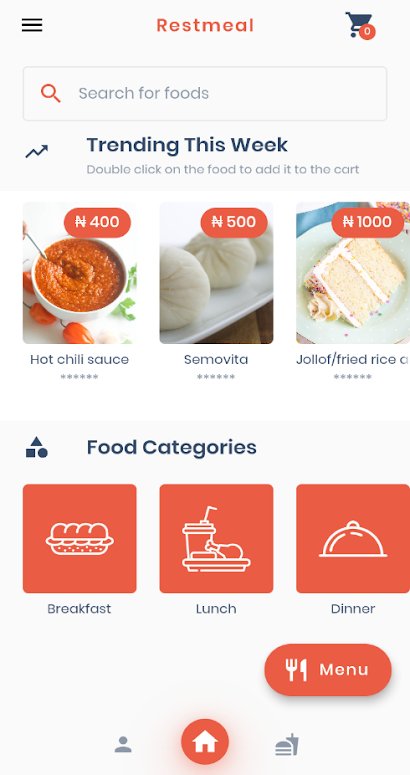 Restmeal
0
Search for foods
Trending This Week
Double click on the food to add it to the cart
₦ 400
₦ 500
₦ 1000
Hot chili sauce
Semovita
Jollof/fried rice a
******
******
******
Food Categories
Breakfast
Lunch
Dinner
Menu